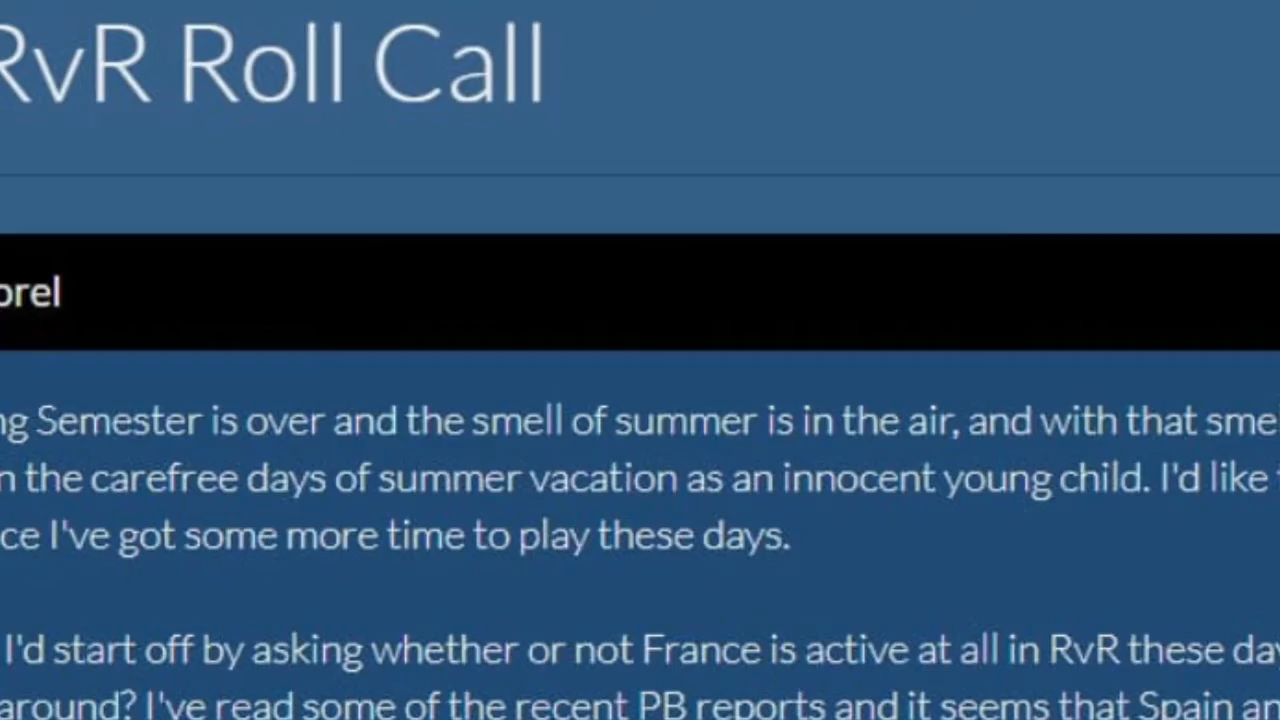 RvR Roll Call
orel
ng Semester is over and the smell of summer is in the air, and with that sme
n the carefree days of summer vacation as an innocent young child. I'd like
ce I've got some more time to play these days.
I'd start off by asking whether or not France is active at all in RvR these day
around? I've read some of the recent PB reports and it seems that Spain an